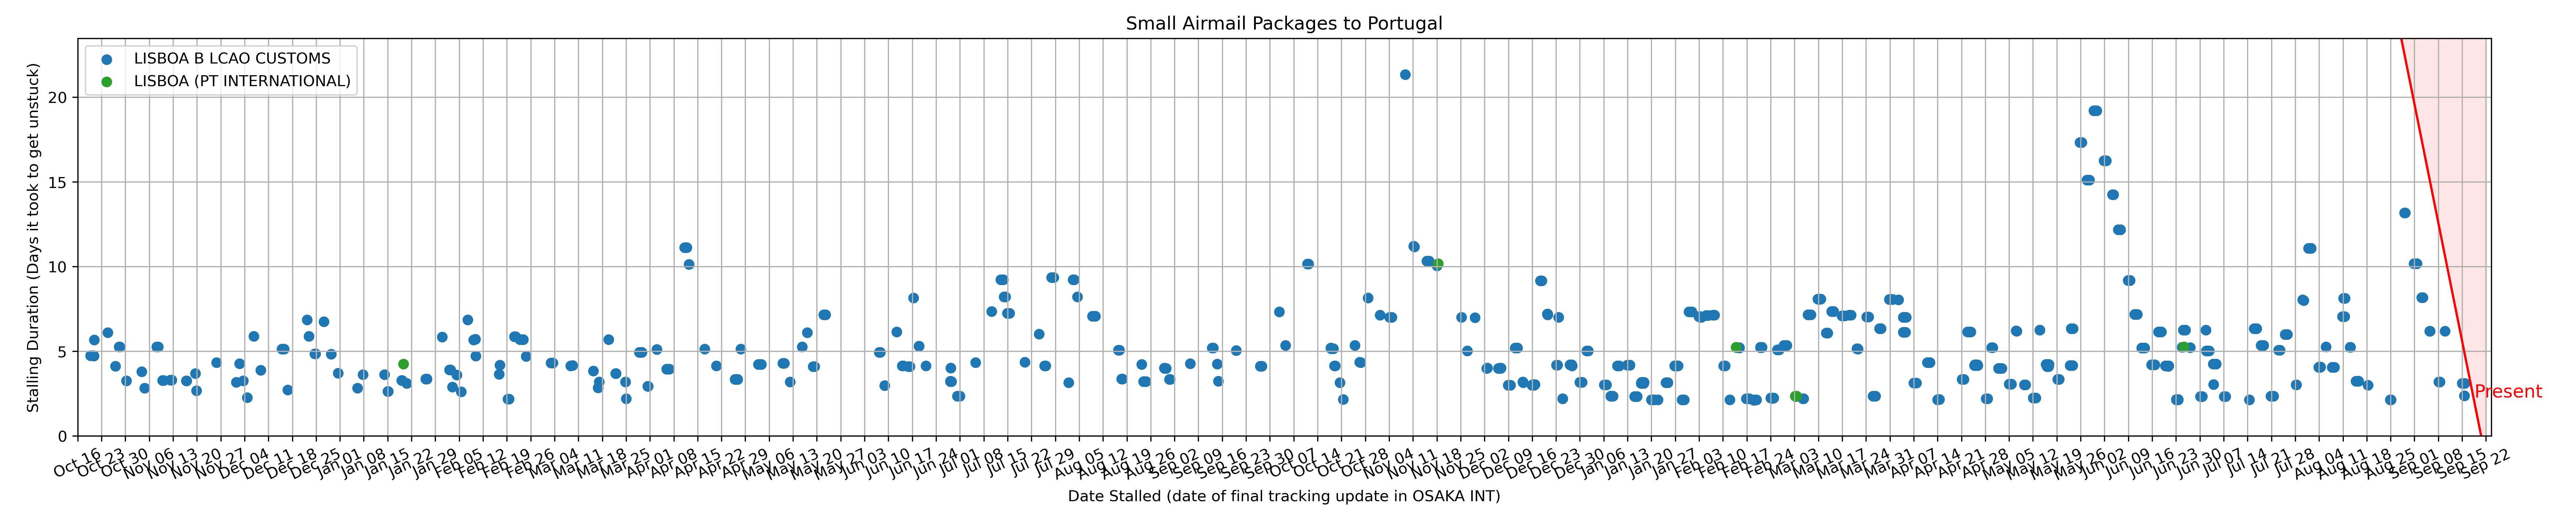 Small Airmail Packages to Portugal
LISBOA B LCAO CUSTOMS
LISBOA (PT INTERNATIONAL)
Stalling Duration (Days it took to get unstuck)
20
15
10
5
0
Present
Oct 16 Oct 23 Oct 30 Nov 06 Nov 13 Nov 20 Nov 27 Dec 04 Dec 11 Dec 18 Dec 25 Jan 01 Jan 08 Jan 15 Jan 22 Jan 29 Feb 05 Feb 12 Feb 19 Feb 26 Mar 04 Mar 11 Mar 18 Mar 25 Apr 01 Apr 08 Apr 15 Apr 22 Apr 29 May 06 May 13 May 20 May 27 Jun 03 Jun 10 Jun 17 Jun 24 Jul 01 Jul 08 Jul 15 Jul 22 Jul 29 Aug 05 Aug 12 Aug 19 Aug 26 Sep 02 Sep 09 Sep 16 Sep 23 Sep 30 Oct 07 Oct 14 Oct 21 Oct 28 Nov 04 Nov 11 Nov 18 Nov 25 Dec 02 Dec 09 Dec 16 Dec 23 Dec 30 Jan 06 Jan 13 Jan 20 Jan 27 Feb 03 Feb 10 Feb 17 Feb 24 Mar 03 Mar 10 Mar 17 Mar 24 Mar 31 Apr 07 Apr 14 Apr 21 Apr 28 May 05 May 12 May 19 May 26 Jun 02 Jun 09 Jun 16 Jun 23 Jun 30 Jul 07 Jul 14 Jul 21 Jul 28 Aug 04 Aug 11 Aug 18 Aug 25 Sep 01 Sep 08 Sep 15 Sep 22
Date Stalled (date of final tracking update in OSAKA INT)